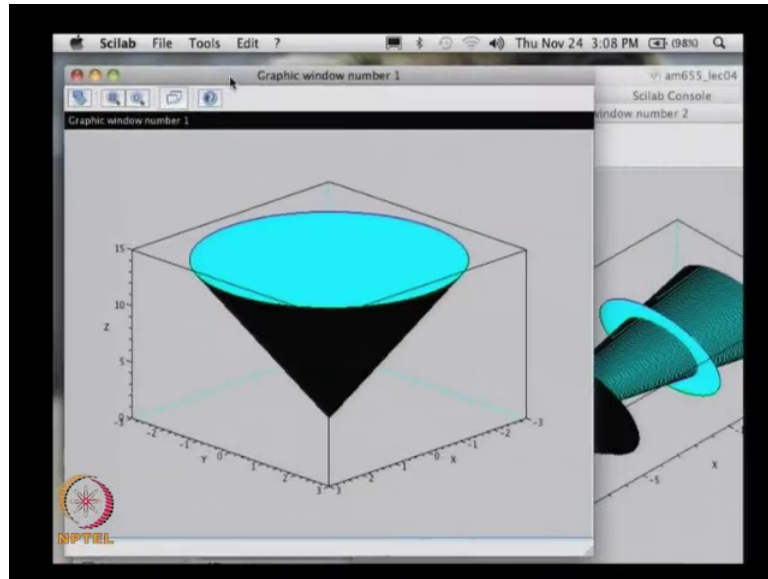 Scilab File Tools Edit ? Thu Nov 24 3:08 PM (98%)
Graphic window number 1
am655_lec04
Scilab Console
window number 2
Graphic window number 1
15
10
5
0
Z
-3
-2
-1
0
1
2
3
Y
3
2
1
0
-1
-2
-3
X
-5
X
NPTEL